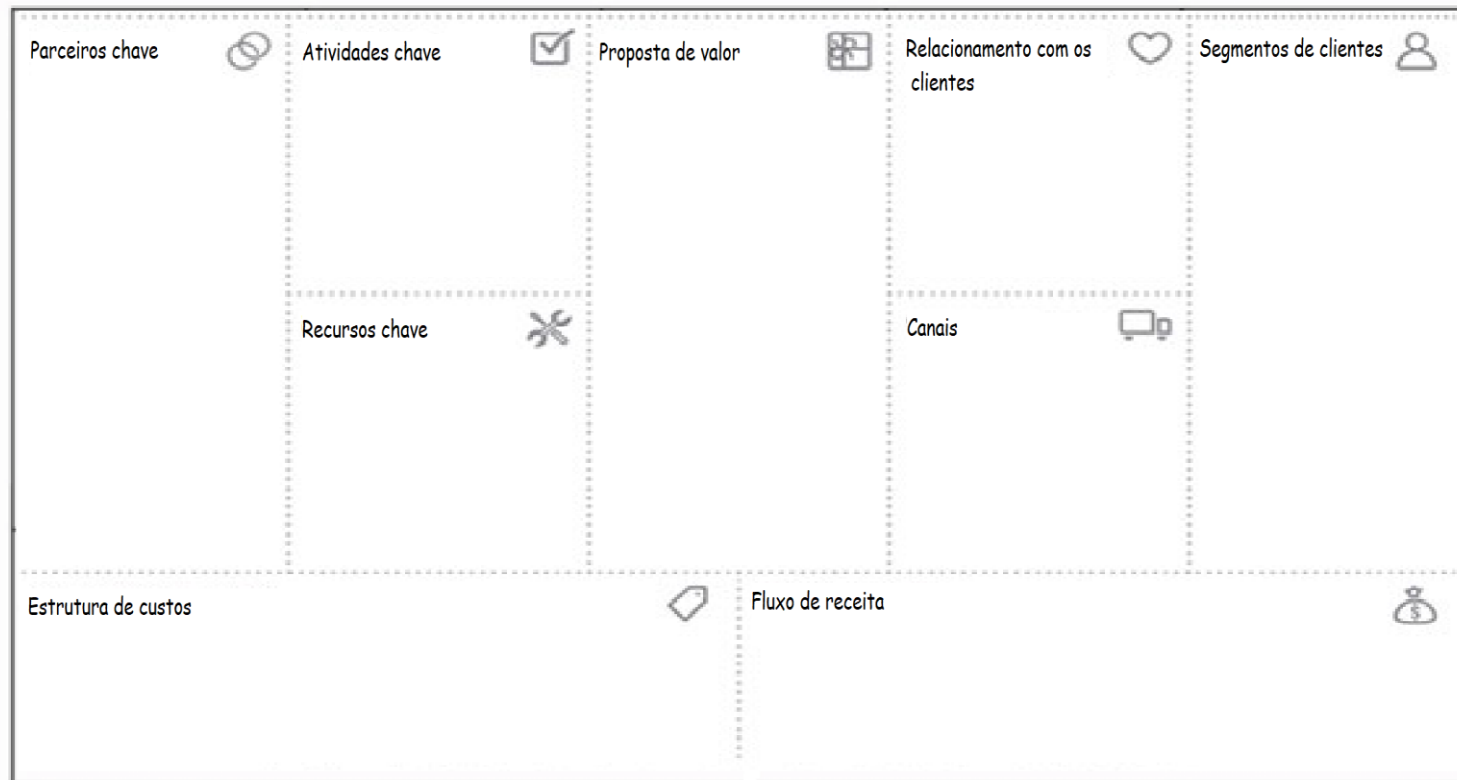 Parceiros chave
Atividades chave
Proposta de valor
Relacionamento com os
clientes
Segmentos de clientes
Recursos chave
Canais
Estrutura de custos
Fluxo de receita
$